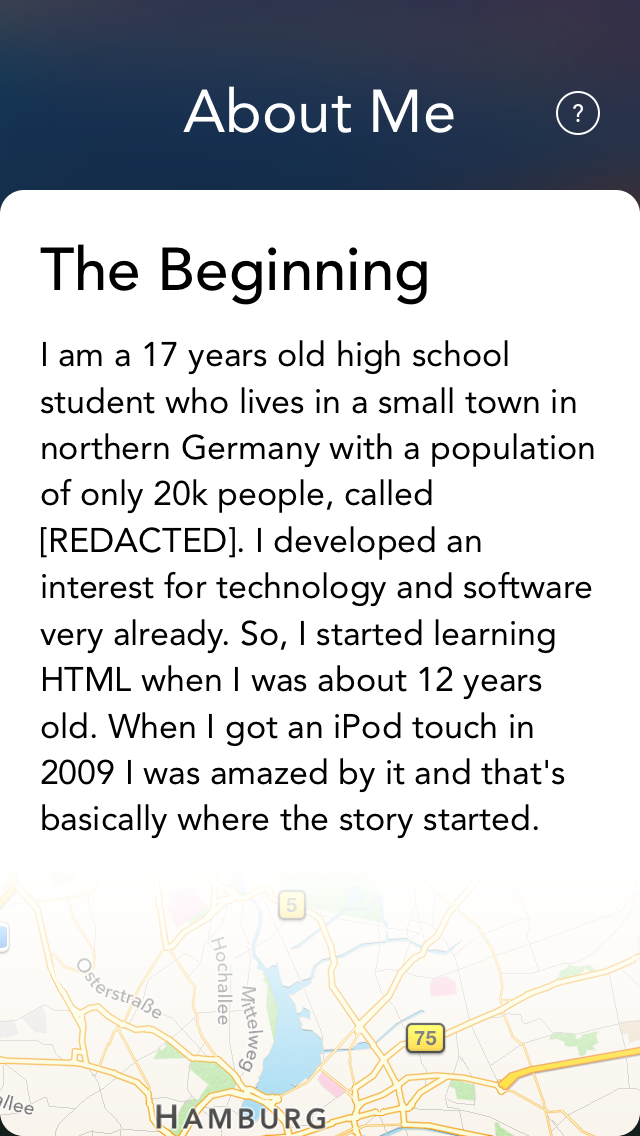 About Me
?
The Beginning
I am a 17 years old high school
student who lives in a small town in
northern Germany with a population
of only 20k people, called
[REDACTED]. I developed an
interest for technology and software
very already. So, I started learning
HTML when I was about 12 years
old. When I got an iPod touch in
2009 I was amazed by it and that's
basically where the story started.
5
Osterstraße
Hochallee
Mittelweg
75
allee
HAMBURG